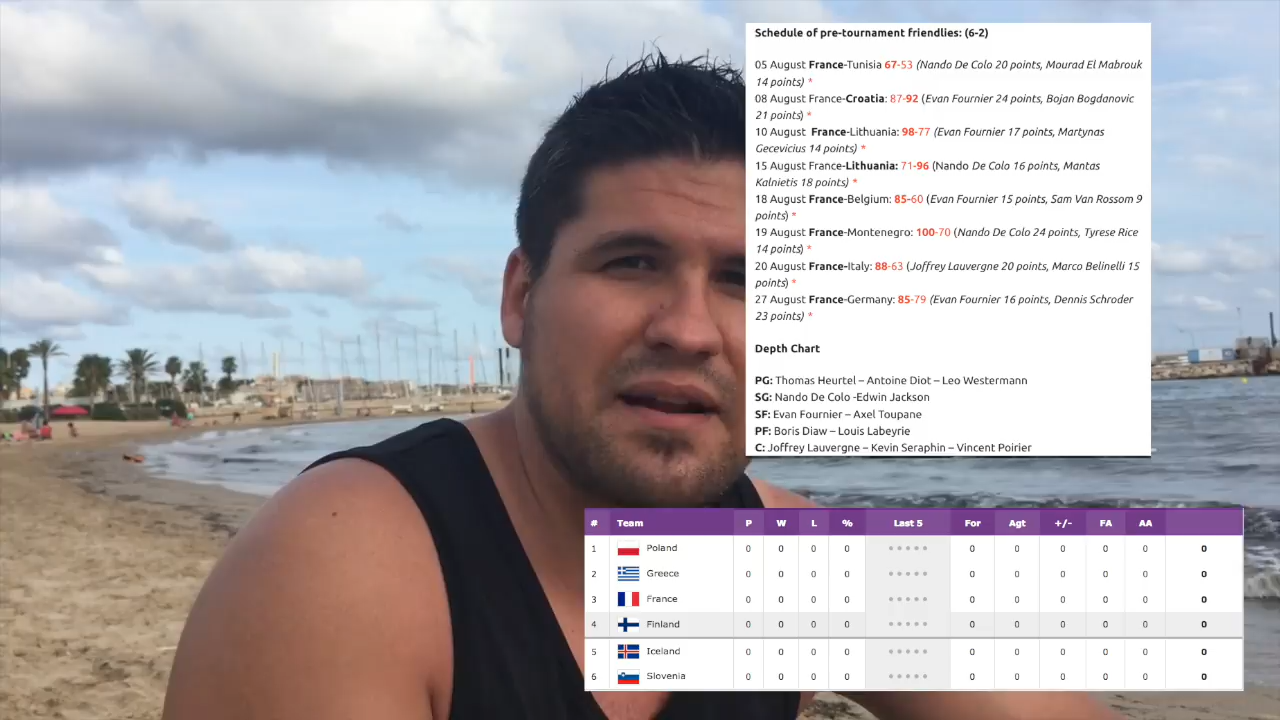 Schedule of pre-tournament friendlies: (6-2)
05 August France-Tunisia 67-53 (Nando De Colo 20 points, Mourad El Mabrouk
14 points) *
08 August France-Croatia: 87-92 (Evan Fournier 24 points, Bojan Bogdanovic
21 points) *
10 August France-Lithuania: 98-77 (Evan Fournier 17 points, Martynas
Gecevicius 14 points) *
15 August France-Lithuania: 71-96 (Nando De Colo 16 points, Mantas
Kalnietis 18 points) *
18 August France-Belgium: 85-60 (Evan Fournier 15 points, Sam Van Rossom 9
points) *
19 August France-Montenegro: 100-70 (Nando De Colo 24 points, Tyrese Rice
14 points) *
20 August France-Italy: 88-63 (Joffrey Lauvergne 20 points, Marco Belinelli 15
points) *
27 August France-Germany: 85-79 (Evan Fournier 16 points, Dennis Schroder
23 points) *
Depth Chart
PG: Thomas Heurtel – Antoine Diot – Leo Westermann
SG: Nando De Colo -Edwin Jackson
SF: Evan Fournier – Axel Toupane
PF: Boris Diaw – Louis Labeyrie
C: Joffrey Lauvergne – Kevin Seraphin – Vincent Poirier
# Team P W L % Last 5 For Agt +/- FA AA
1 Poland 0 0 0 0 0 0 0 0 0 0
2 Greece 0 0 0 0 0 0 0 0 0 0
3 France 0 0 0 0 0 0 0 0 0 0
4 Finland 0 0 0 0 0 0 0 0 0 0
5 Iceland 0 0 0 0 0 0 0 0 0 0
6 Slovenia 0 0 0 0 0 0 0 0 0 0